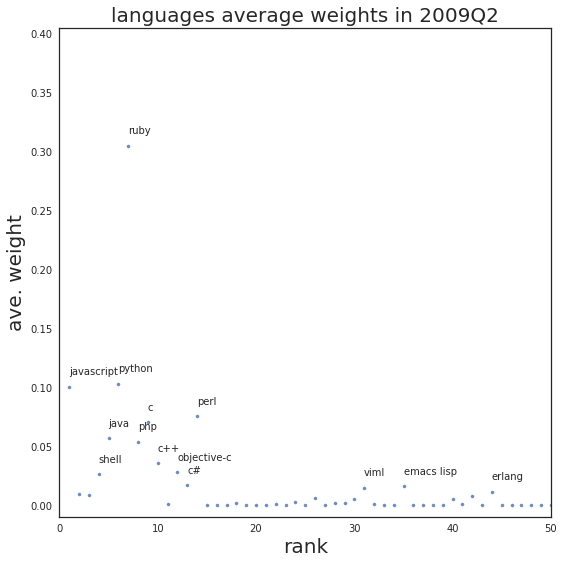 languages average weights in 2009Q2
0.40
0.35
ruby
0.30
0.25
0.20
ave. weight
0.15
javascript python
0.10
perl
c
java php
0.05
c++
shell objective-c
c#
viml emacs lisp erlang
0.00
0 10 20 30 40 50
rank